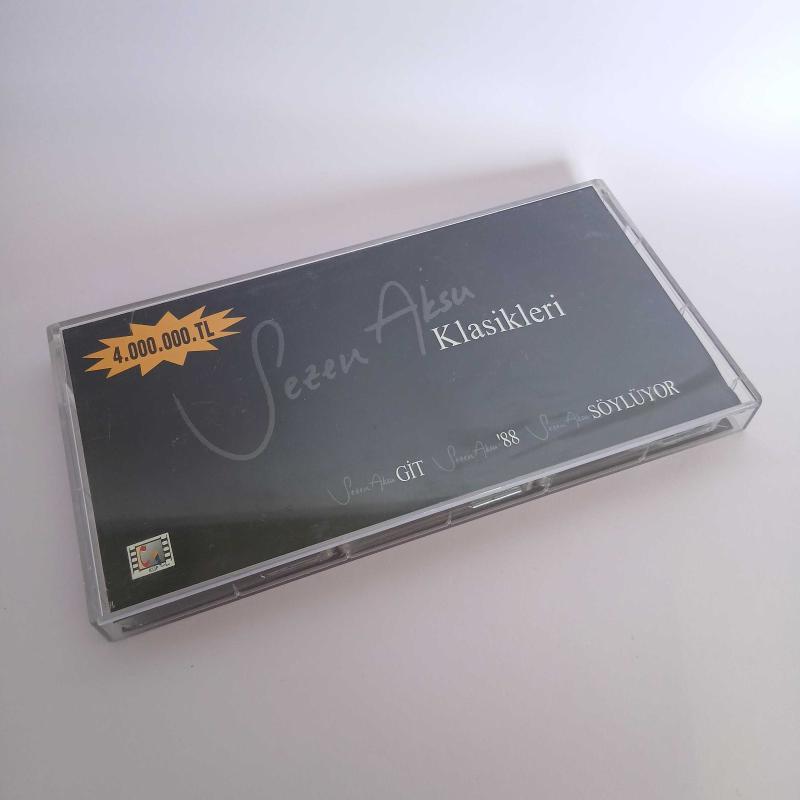 4.000.000.TL
Sezen Aksu
Klasikleri
Sezen Aksu GİT Sezen Aksu '88 Sezen Aksu SÖYLÜYOR